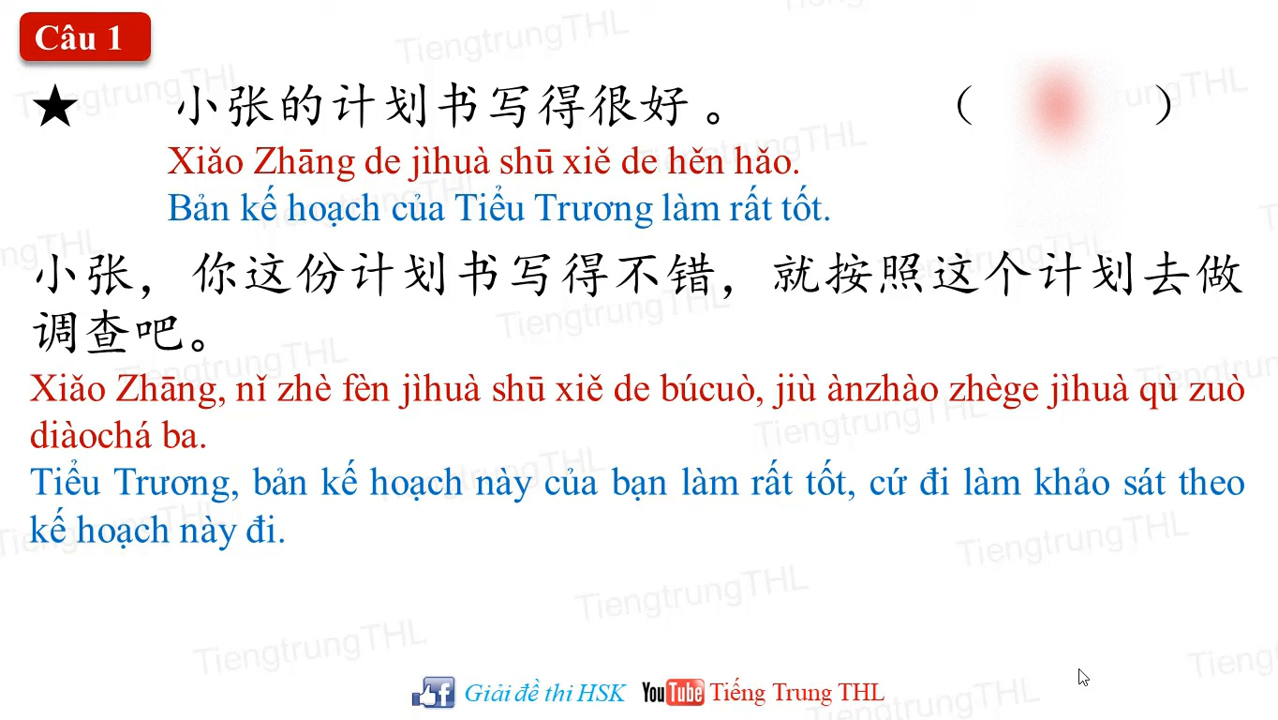 Câu 1
★ 小张的计划书写得很好。 ( )
Xiǎo Zhāng de jìhuà shū xiě de hěn hǎo.
Bản kế hoạch của Tiểu Trương làm rất tốt.
小张，你这份计划书写得不错，就按照这个计划去做
调查吧。
Xiǎo Zhāng, nǐ zhè fèn jìhuà shū xiě de búcuò, jiù ànzhào zhège jìhuà qù zuò
diàochá ba.
Tiểu Trương, bản kế hoạch này của bạn làm rất tốt, cứ đi làm khảo sát theo
kế hoạch này đi.
Giải đề thi HSK YouTube Tiếng Trung THL
TiengtrungTHL